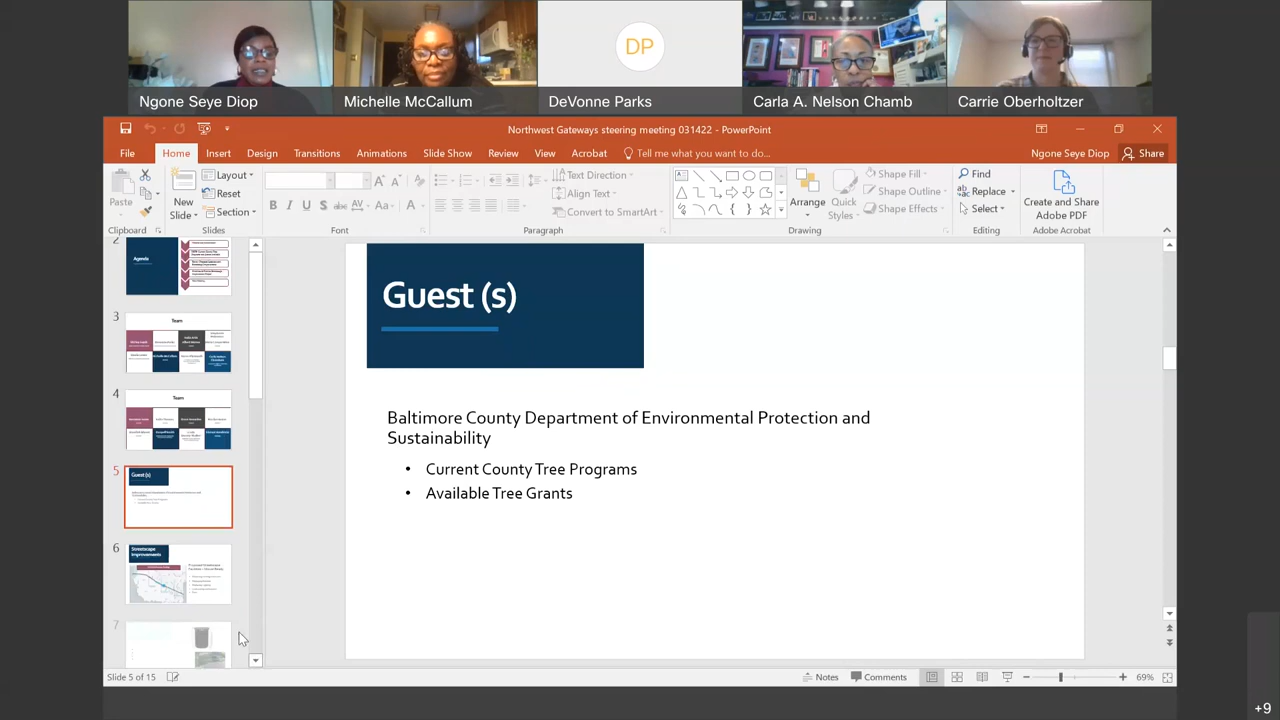 DP
Ngone Seye Diop
Michelle McCallum
DeVonne Parks
Carla A. Nelson Chamb
Carrie Oberholtzer
Northwest Gateways steering meeting 031422 - PowerPoint
File Home Insert Design Transitions Animations Slide Show Review View Acrobat Tell me what you want to do... Ngone Seye Diop Share
Paste
New Slide
Layout
Reset
Section
B I U S abc AV Aa A
Text Direction
Align Text
Convert to SmartArt
Arrange
Quick Styles
Shape Fill
Shape Outline
Shape Effects
Find
Replace
Select
Create and Share Adobe PDF
Clipboard Slides Font Paragraph Drawing Editing Adobe Acrobat
2
Agenda
3
Team
4
Team
5
Guest (s)
6
Streetscape
Improvements
7
Guest (s)
Baltimore County Department of Environmental Protection and
Sustainability
• Current County Tree Programs
• Available Tree Grants
Slide 5 of 15 Notes Comments 69%
+9